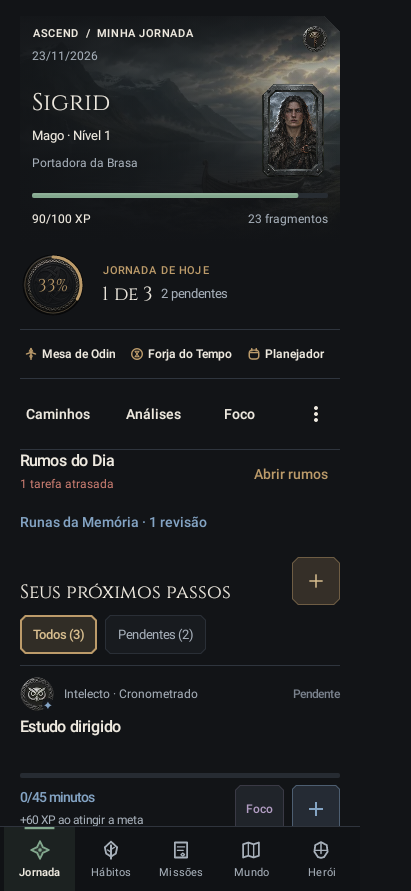 ASCEND / MINHA JORNADA
23/11/2026
Sigrid
Mago · Nível 1
Portadora da Brasa
90/100 XP
23 fragmentos
33%
JORNADA DE HOJE
1 DE 3 2 pendentes
Mesa de Odin
Forja do Tempo
Planejador
Caminhos
Análises
Foco
Rumos do Dia
1 tarefa atrasada
Abrir rumos
Runas da Memória · 1 revisão
Seus próximos passos
Todos (3)
Pendentes (2)
Intelecto · Cronometrado
Pendente
Estudo dirigido
0/45 minutos
+60 XP ao atingir a meta
Foco
Jornada
Hábitos
Missões
Mundo
Herói